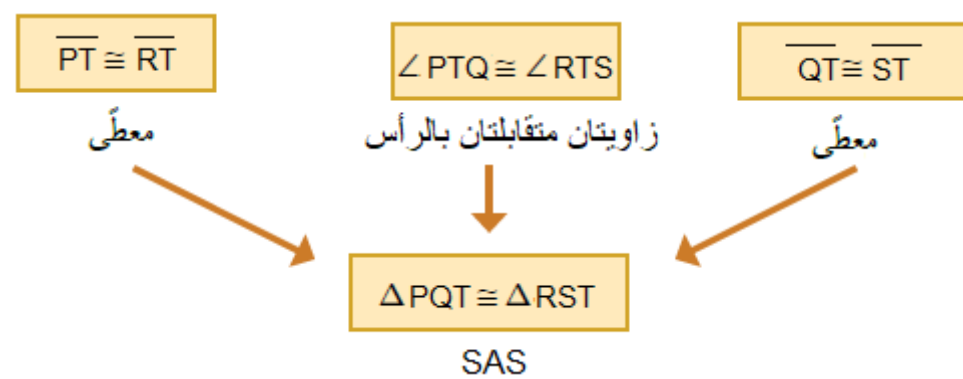 PT ≅ RT
معطّى
∠PTQ ≅ ∠RTS
زاويتان متقابلتان بالرأس
QT ≅ ST
معطّى
ΔPQT ≅ ΔRST
SAS